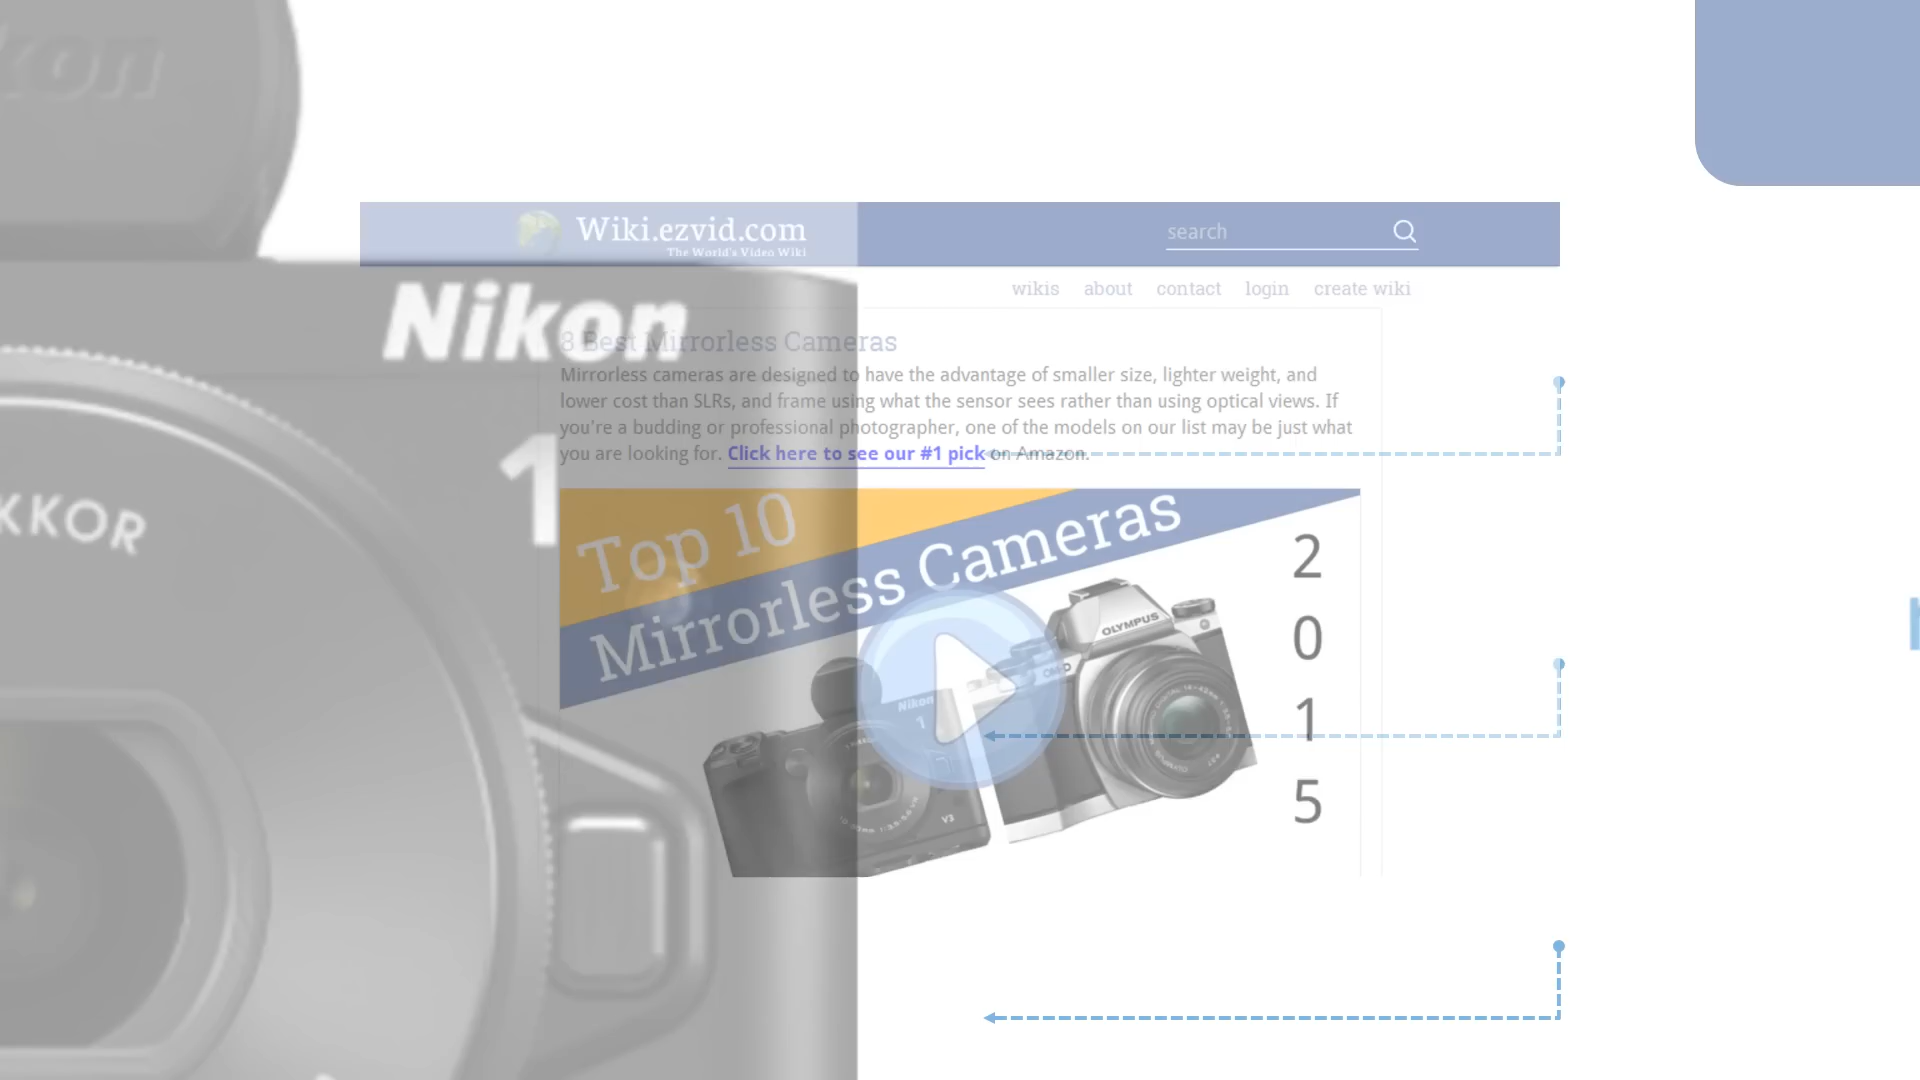 kon
Wiki.ezvid.com
The World's Video Wiki
search
wikis about contact login create wiki
Nikon
8 Best Mirrorless Cameras
Mirrorless cameras are designed to have the advantage of smaller size, lighter weight, and
lower cost than SLRs, and frame using what the sensor sees rather than using optical views. If
you're a budding or professional photographer, one of the models on our list may be just what
you are looking for. Click here to see our #1 pick on Amazon.
1
KKOR
Top 10
Mirrorless Cameras
2
0
1
5
OLYMPUS
Nikon
1
V3